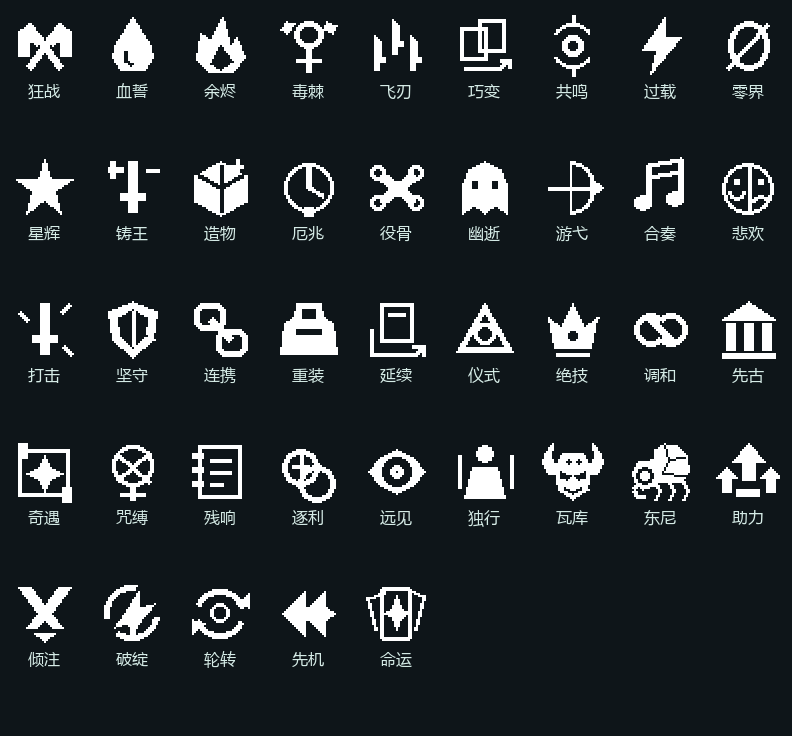 狂战 血誓 余烬 毒棘 飞刃 巧变 共鸣 过载 零界
星辉 铸王 造物 厄兆 役骨 幽逝 游弋 合奏 悲欢
打击 坚守 连携 重装 延续 仪式 绝技 调和 先古
奇遇 咒缚 残响 逐利 远见 独行 瓦库 东尼 助力
倾注 破绽 轮转 先机 命运